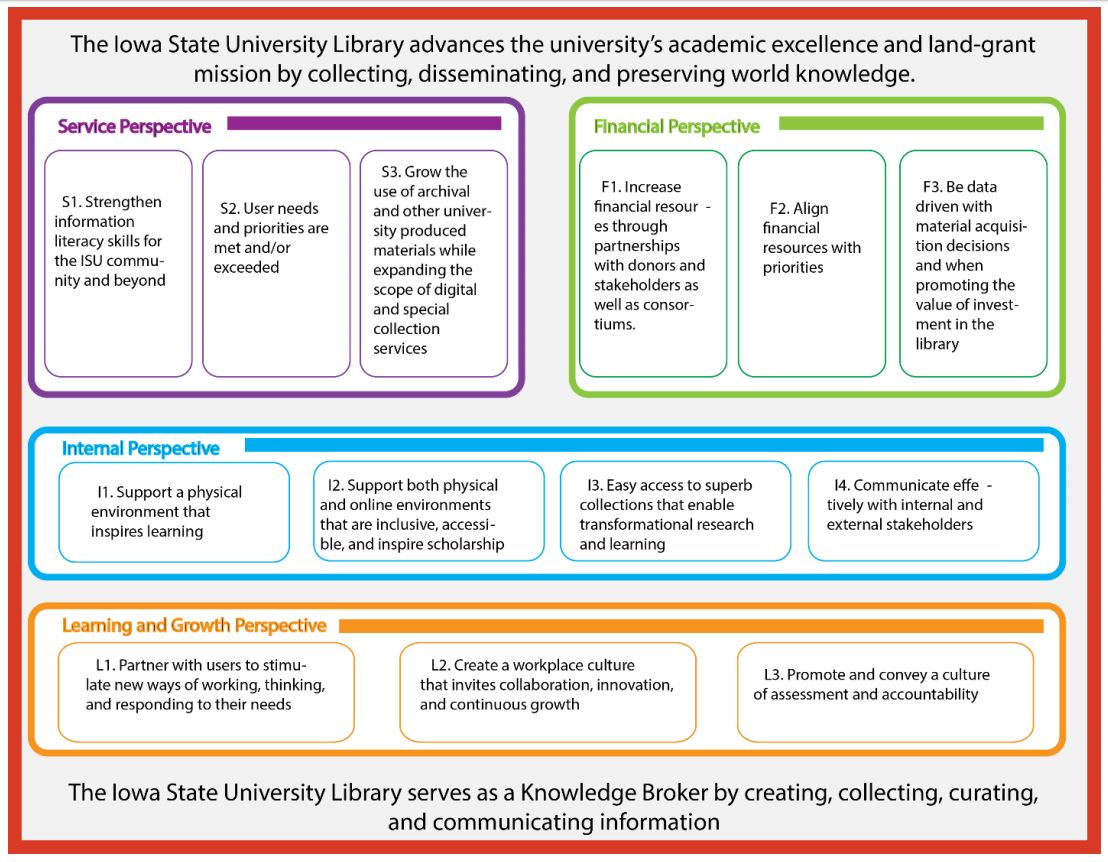 The Iowa State University Library advances the university's academic excellence and land-grant
mission by collecting, disseminating, and preserving world knowledge.
Service Perspective
S1. Strengthen
information
literacy skills for
the ISU commu-
nity and beyond
S2. User needs
and priorities are
met and/or
exceeded
S3. Grow the
use of archival
and other univer-
sity produced
materials while
expanding the
scope of digital
and special
collection
services
Financial Perspective
F1. Increase
financial resour -
es through
partnerships
with donors and
stakeholders as
well as consor-
tiums.
F2. Align
financial
resources with
priorities
F3. Be data
driven with
material acquisi-
tion decisions
and when
promoting the
value of invest-
ment in the
library
Internal Perspective
I1. Support a physical
environment that
inspires learning
I2. Support both physical
and online environments
that are inclusive, accessi-
ble, and inspire scholarship
I3. Easy access to superb
collections that enable
transformational research
and learning
I4. Communicate effe -
tively with internal and
external stakeholders
Learning and Growth Perspective
L1. Partner with users to stimu-
late new ways of working, thinking,
and responding to their needs
L2. Create a workplace culture
that invites collaboration, innovation,
and continuous growth
L3. Promote and convey a culture
of assessment and accountability
The Iowa State University Library serves as a Knowledge Broker by creating, collecting, curating,
and communicating information